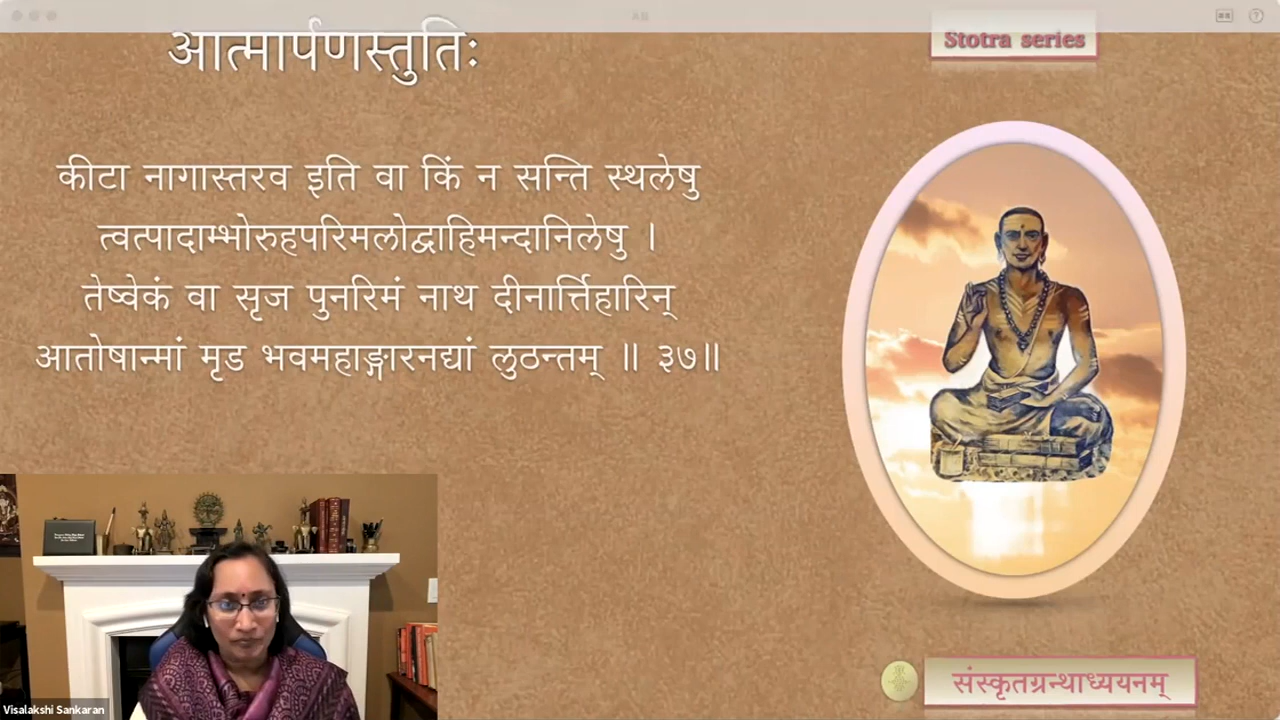 आत्मार्पणस्तुतिः
Stotra series
कीटा नागास्तरव इति वा किं न सन्ति स्थलेषु
त्वत्पादाम्भोरुहपरिमलोद्वाहिमन्दानिलेषु ।
तेष्वेकं वा सृज पुनरिमं नाथ दीनार्त्तिहारिन्
आतोषान्मां मृड भवमहाङ्गारनद्यां लुठन्तम् ॥ ३७॥
Visalakshi Sankaran
संस्कृतग्रन्थाध्ययनम्